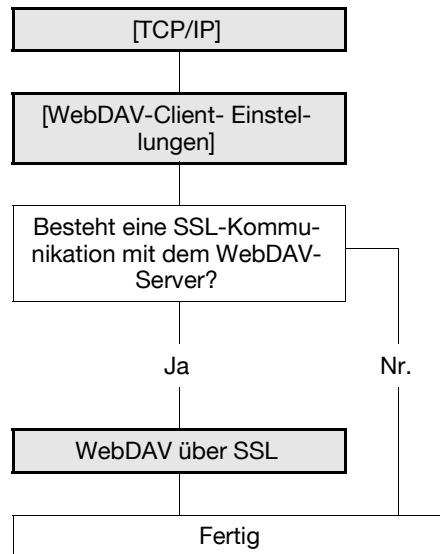 [TCP/IP]
[WebDAV-Client- Einstel-
lungen]
Besteht eine SSL-Kommu-
nikation mit dem WebDAV-
Server?
Ja
Nr.
WebDAV über SSL
Fertig